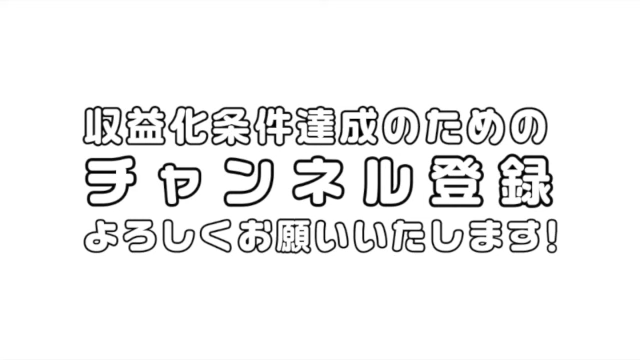 収益化条件達成のための
チャンネル登録
よろしくお願いいたします!